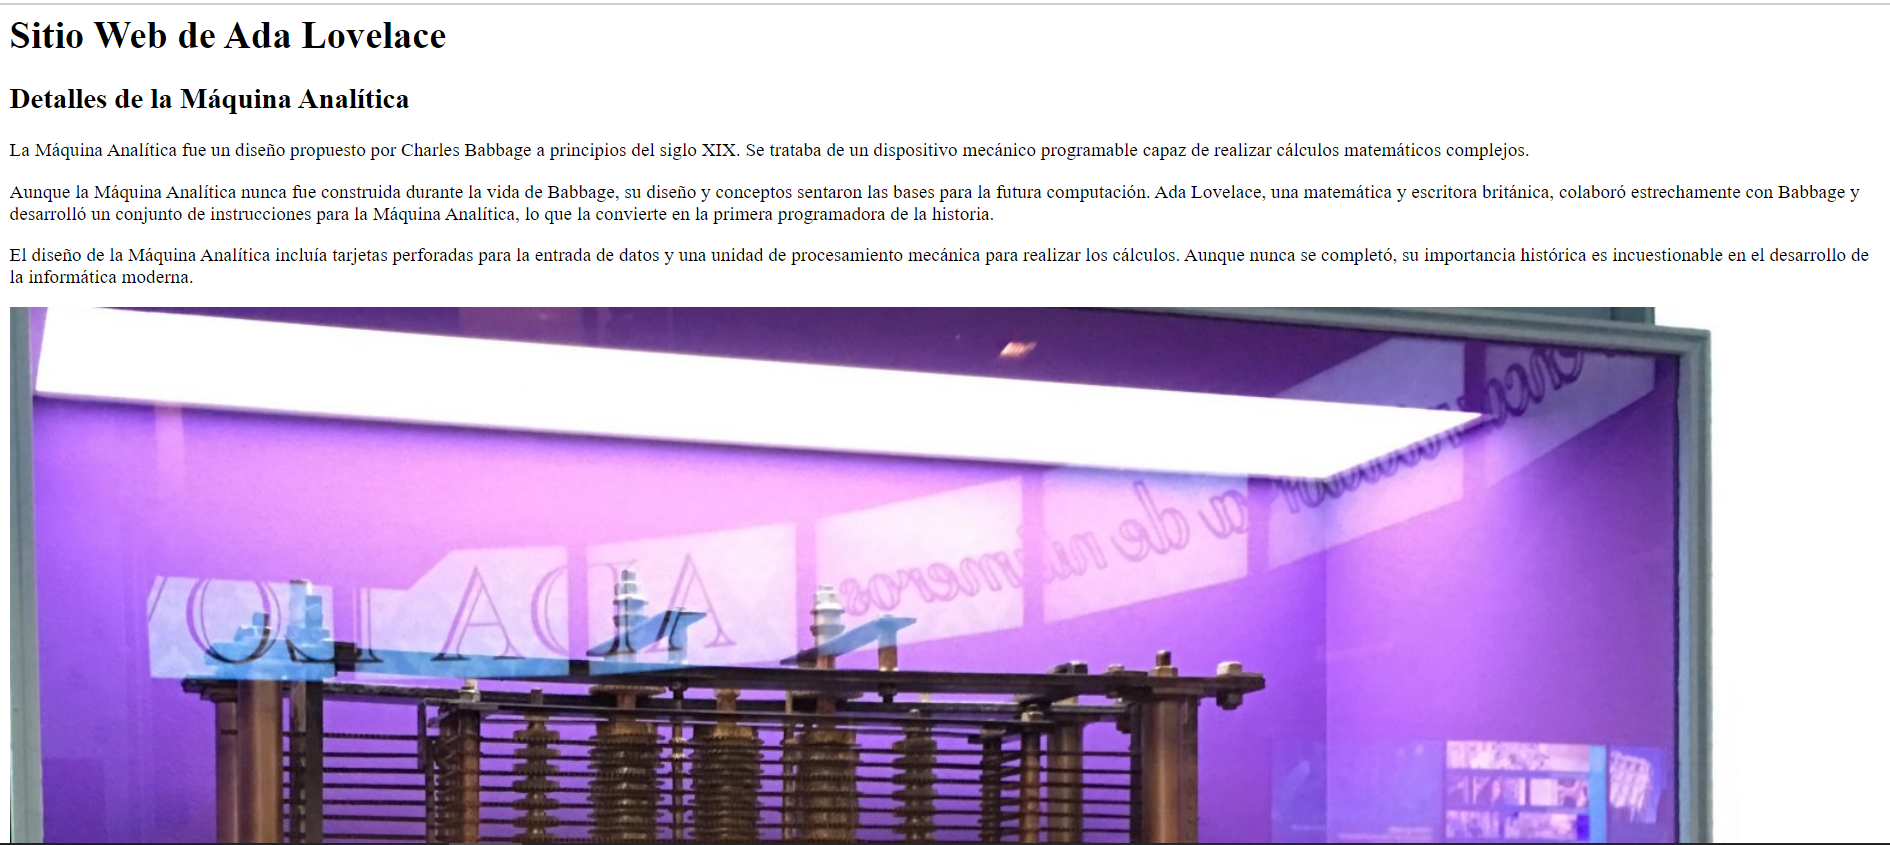 Sitio Web de Ada Lovelace
Detalles de la Máquina Analítica
La Máquina Analítica fue un diseño propuesto por Charles Babbage a principios del siglo XIX. Se trataba de un dispositivo mecánico programable capaz de realizar cálculos matemáticos complejos.
Aunque la Máquina Analítica nunca fue construida durante la vida de Babbage, su diseño y conceptos sentaron las bases para la futura computación. Ada Lovelace, una matemática y escritora británica, colaboró estrechamente con Babbage y
desarrolló un conjunto de instrucciones para la Máquina Analítica, lo que la convierte en la primera programadora de la historia.
El diseño de la Máquina Analítica incluía tarjetas perforadas para la entrada de datos y una unidad de procesamiento mecánica para realizar los cálculos. Aunque nunca se completó, su importancia histórica es incuestionable en el desarrollo de
la informática moderna.
a de números
ADA